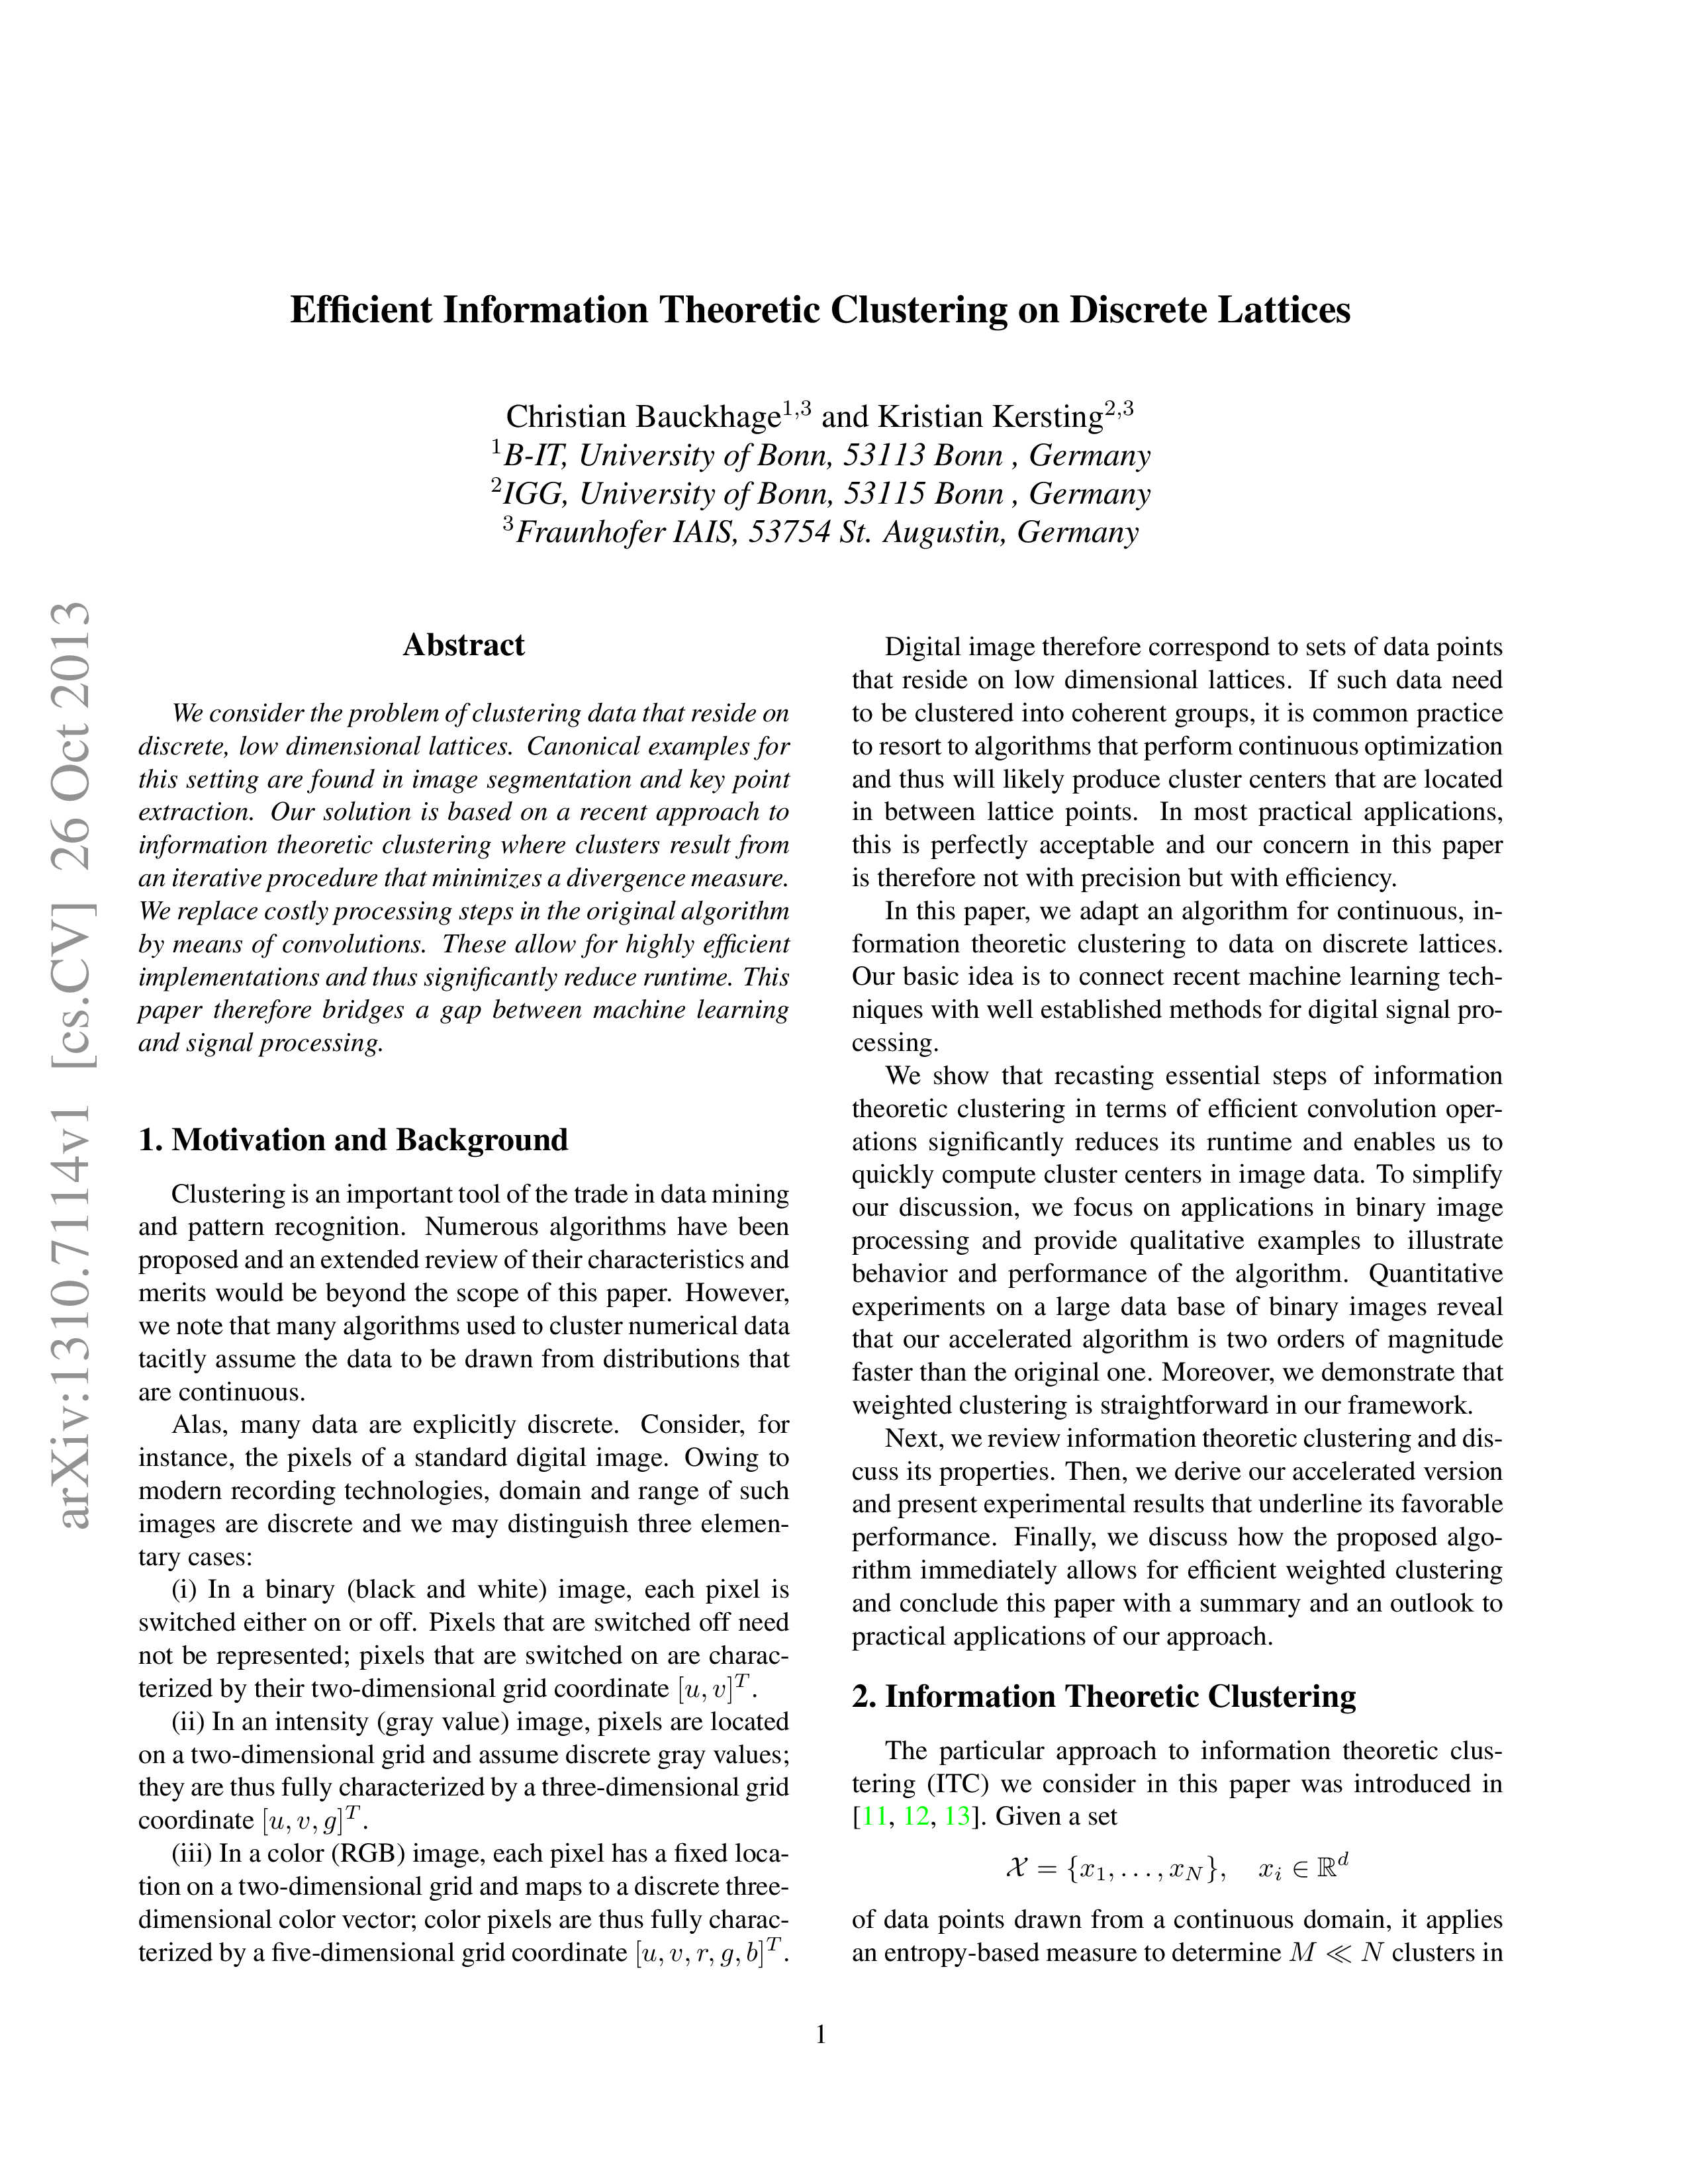 Efficient Information Theoretic Clustering on Discrete Lattices
Christian Bauckhage1,3 and Kristian Kersting2,3
1B-IT, University of Bonn, 53113 Bonn , Germany
2IGG, University of Bonn, 53115 Bonn , Germany
3Fraunhofer IAIS, 53754 St. Augustin, Germany
arXiv:1310.7114v1 [cs.CV] 26 Oct 2013
Abstract
We consider the problem of clustering data that reside on
discrete, low dimensional lattices. Canonical examples for
this setting are found in image segmentation and key point
extraction. Our solution is based on a recent approach to
information theoretic clustering where clusters result from
an iterative procedure that minimizes a divergence measure.
We replace costly processing steps in the original algorithm
by means of convolutions. These allow for highly efficient
implementations and thus significantly reduce runtime. This
paper therefore bridges a gap between machine learning
and signal processing.
1. Motivation and Background
Clustering is an important tool of the trade in data mining
and pattern recognition. Numerous algorithms have been
proposed and an extended review of their characteristics and
merits would be beyond the scope of this paper. However,
we note that many algorithms used to cluster numerical data
tacitly assume the data to be drawn from distributions that
are continuous.
Alas, many data are explicitly discrete. Consider, for
instance, the pixels of a standard digital image. Owing to
modern recording technologies, domain and range of such
images are discrete and we may distinguish three elemen-
tary cases:
(i) In a binary (black and white) image, each pixel is
switched either on or off. Pixels that are switched off need
not be represented; pixels that are switched on are charac-
terized by their two-dimensional grid coordinate [u, v]^T.
(ii) In an intensity (gray value) image, pixels are located
on a two-dimensional grid and assume discrete gray values;
they are thus fully characterized by a three-dimensional grid
coordinate [u, v, g]^T.
(iii) In a color (RGB) image, each pixel has a fixed loca-
tion on a two-dimensional grid and maps to a discrete three-
dimensional color vector; color pixels are thus fully charac-
terized by a five-dimensional grid coordinate [u, v, r, g, b]^T.
Digital image therefore correspond to sets of data points
that reside on low dimensional lattices. If such data need
to be clustered into coherent groups, it is common practice
to resort to algorithms that perform continuous optimization
and thus will likely produce cluster centers that are located
in between lattice points. In most practical applications,
this is perfectly acceptable and our concern in this paper
is therefore not with precision but with efficiency.
In this paper, we adapt an algorithm for continuous, in-
formation theoretic clustering to data on discrete lattices.
Our basic idea is to connect recent machine learning tech-
niques with well established methods for digital signal pro-
cessing.
We show that recasting essential steps of information
theoretic clustering in terms of efficient convolution oper-
ations significantly reduces its runtime and enables us to
quickly compute cluster centers in image data. To simplify
our discussion, we focus on applications in binary image
processing and provide qualitative examples to illustrate
behavior and performance of the algorithm. Quantitative
experiments on a large data base of binary images reveal
that our accelerated algorithm is two orders of magnitude
faster than the original one. Moreover, we demonstrate that
weighted clustering is straightforward in our framework.
Next, we review information theoretic clustering and dis-
cuss its properties. Then, we derive our accelerated version
and present experimental results that underline its favorable
performance. Finally, we discuss how the proposed algo-
rithm immediately allows for efficient weighted clustering
and conclude this paper with a summary and an outlook to
practical applications of our approach.
2. Information Theoretic Clustering
The particular approach to information theoretic clus-
tering (ITC) we consider in this paper was introduced in
[11, 12, 13]. Given a set
𝒳 = {x₁, . . . , x_N}, x_i ∈ ℝ^d
of data points drawn from a continuous domain, it applies
an entropy-based measure to determine M ≪ N clusters in
1